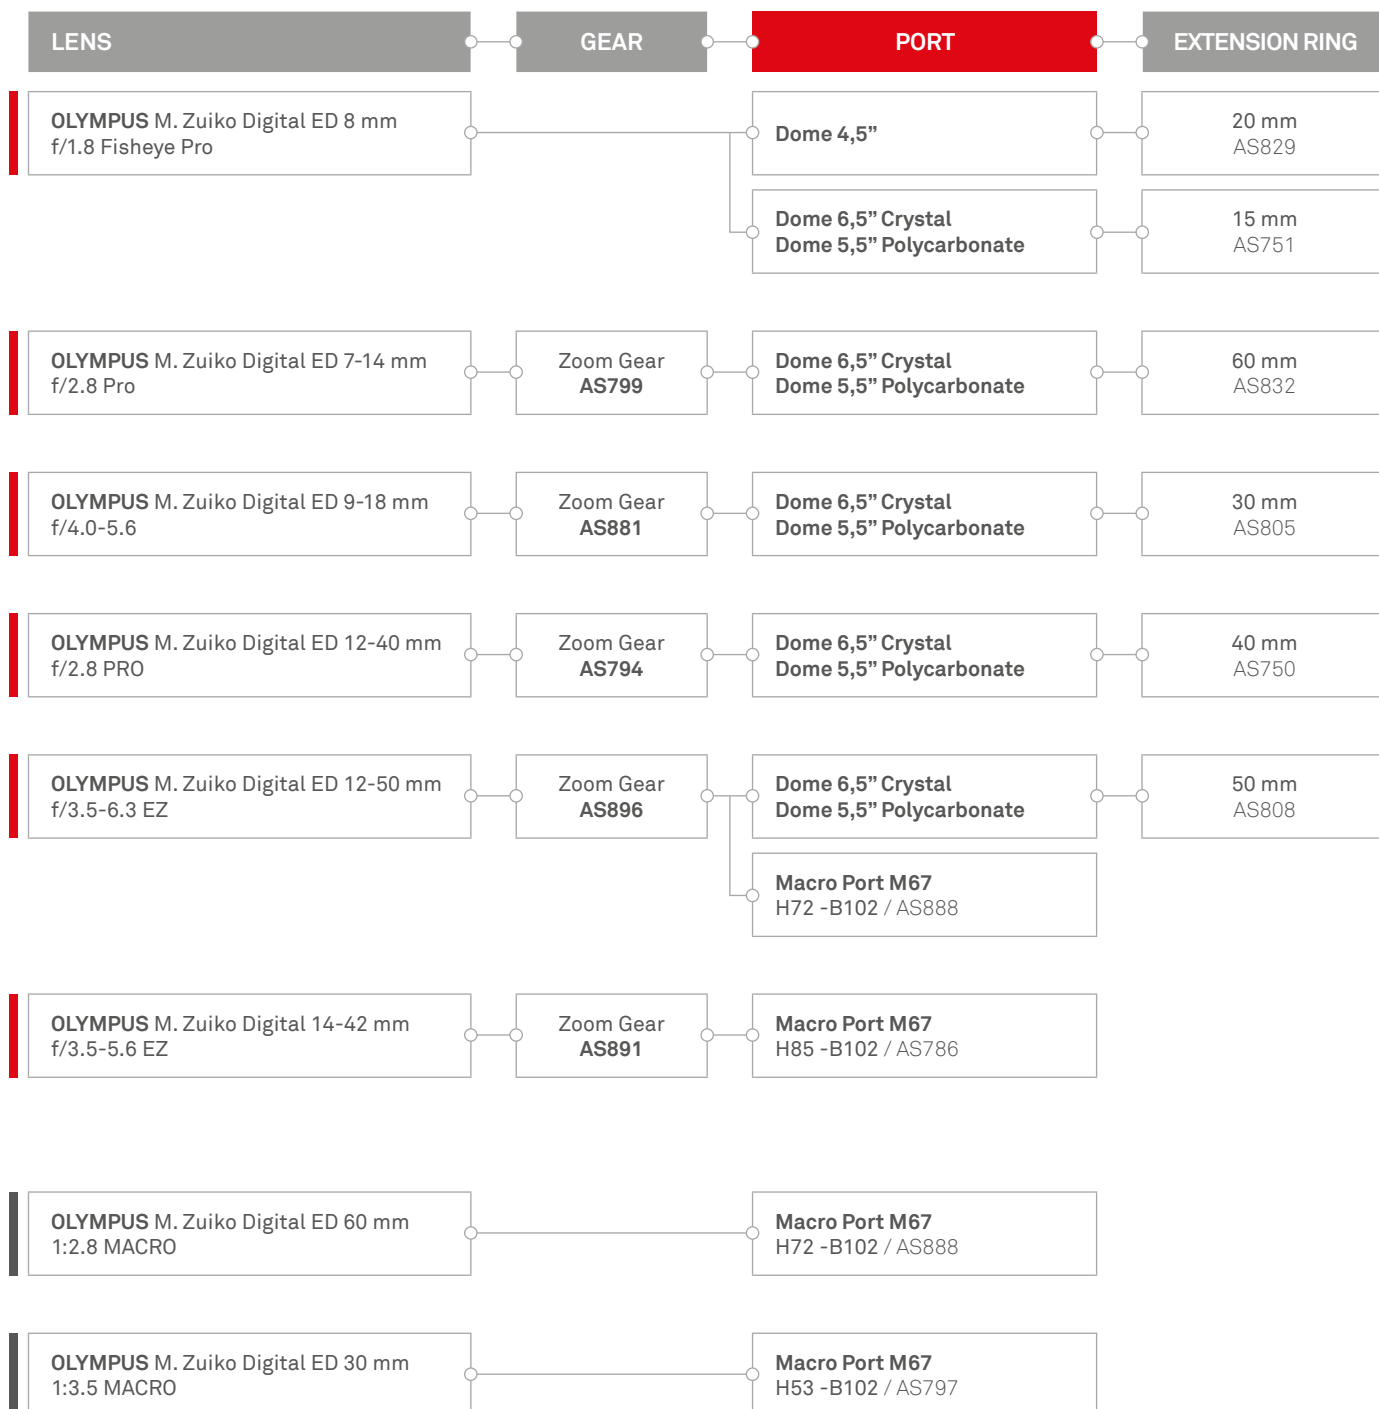 LENS GEAR PORT EXTENSION RING
OLYMPUS M. Zuiko Digital ED 8 mm
f/1.8 Fisheye Pro
Dome 4,5”
20 mm
AS829
Dome 6,5” Crystal
Dome 5,5” Polycarbonate
15 mm
AS751
OLYMPUS M. Zuiko Digital ED 7-14 mm
f/2.8 Pro
Zoom Gear
AS799
Dome 6,5” Crystal
Dome 5,5” Polycarbonate
60 mm
AS832
OLYMPUS M. Zuiko Digital ED 9-18 mm
f/4.0-5.6
Zoom Gear
AS881
Dome 6,5” Crystal
Dome 5,5” Polycarbonate
30 mm
AS805
OLYMPUS M. Zuiko Digital ED 12-40 mm
f/2.8 PRO
Zoom Gear
AS794
Dome 6,5” Crystal
Dome 5,5” Polycarbonate
40 mm
AS750
OLYMPUS M. Zuiko Digital ED 12-50 mm
f/3.5-6.3 EZ
Zoom Gear
AS896
Dome 6,5” Crystal
Dome 5,5” Polycarbonate
50 mm
AS808
Macro Port M67
H72 -B102 / AS888
OLYMPUS M. Zuiko Digital 14-42 mm
f/3.5-5.6 EZ
Zoom Gear
AS891
Macro Port M67
H85 -B102 / AS786
OLYMPUS M. Zuiko Digital ED 60 mm
1:2.8 MACRO
Macro Port M67
H72 -B102 / AS888
OLYMPUS M. Zuiko Digital ED 30 mm
1:3.5 MACRO
Macro Port M67
H53 -B102 / AS797